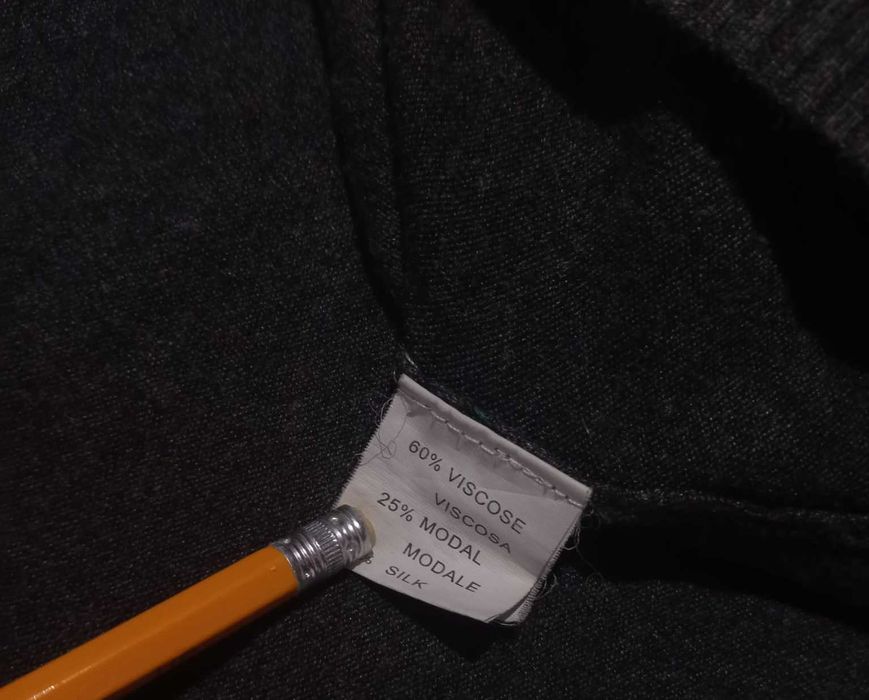 60% VISCOSE
VISCOSA
25% MODAL
MODALE
% SILK